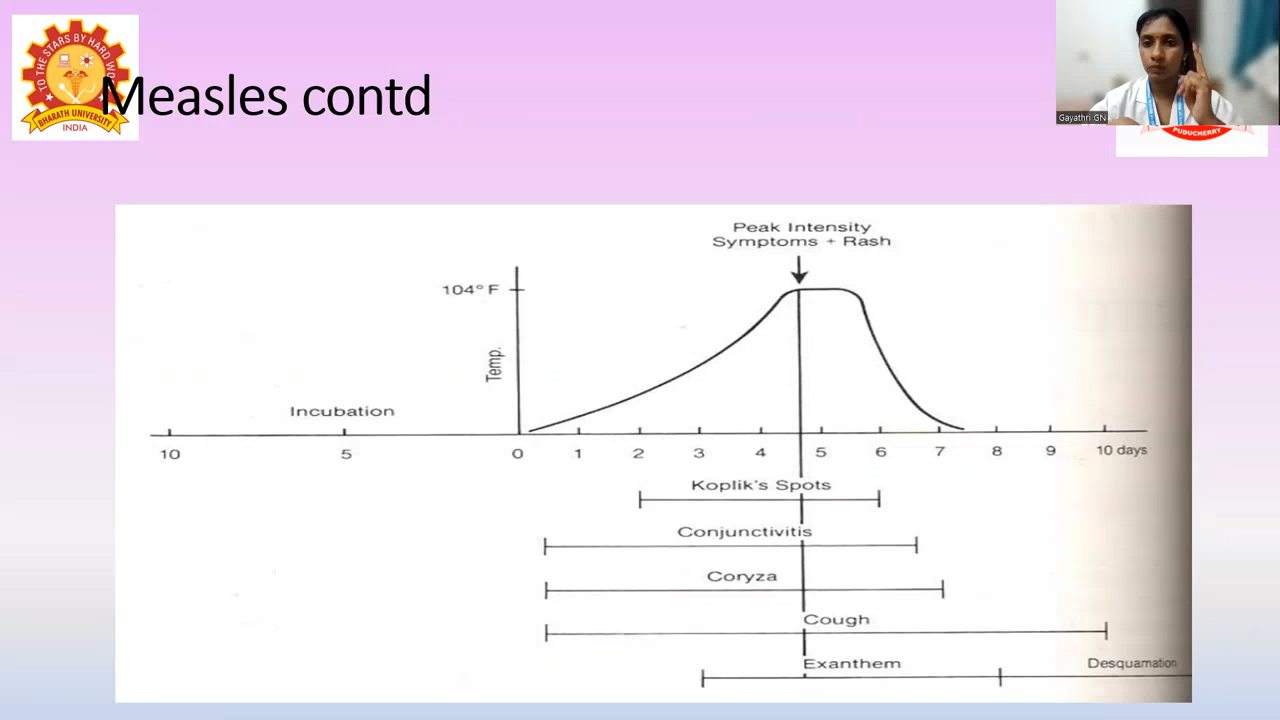 TO THE STARS BY HARD WO
BHARATH UNIVERSITY
INDIA
Measles contd
Gayathri GN
PUDUCHERRY
Peak Intensity
Symptoms + Rash
104° F
Temp.
Incubation
10 5 0 1 2 3 4 5 6 7 8 9 10 days
Koplik's Spots
Conjunctivitis
Coryza
Cough
Exanthem
Desquamation